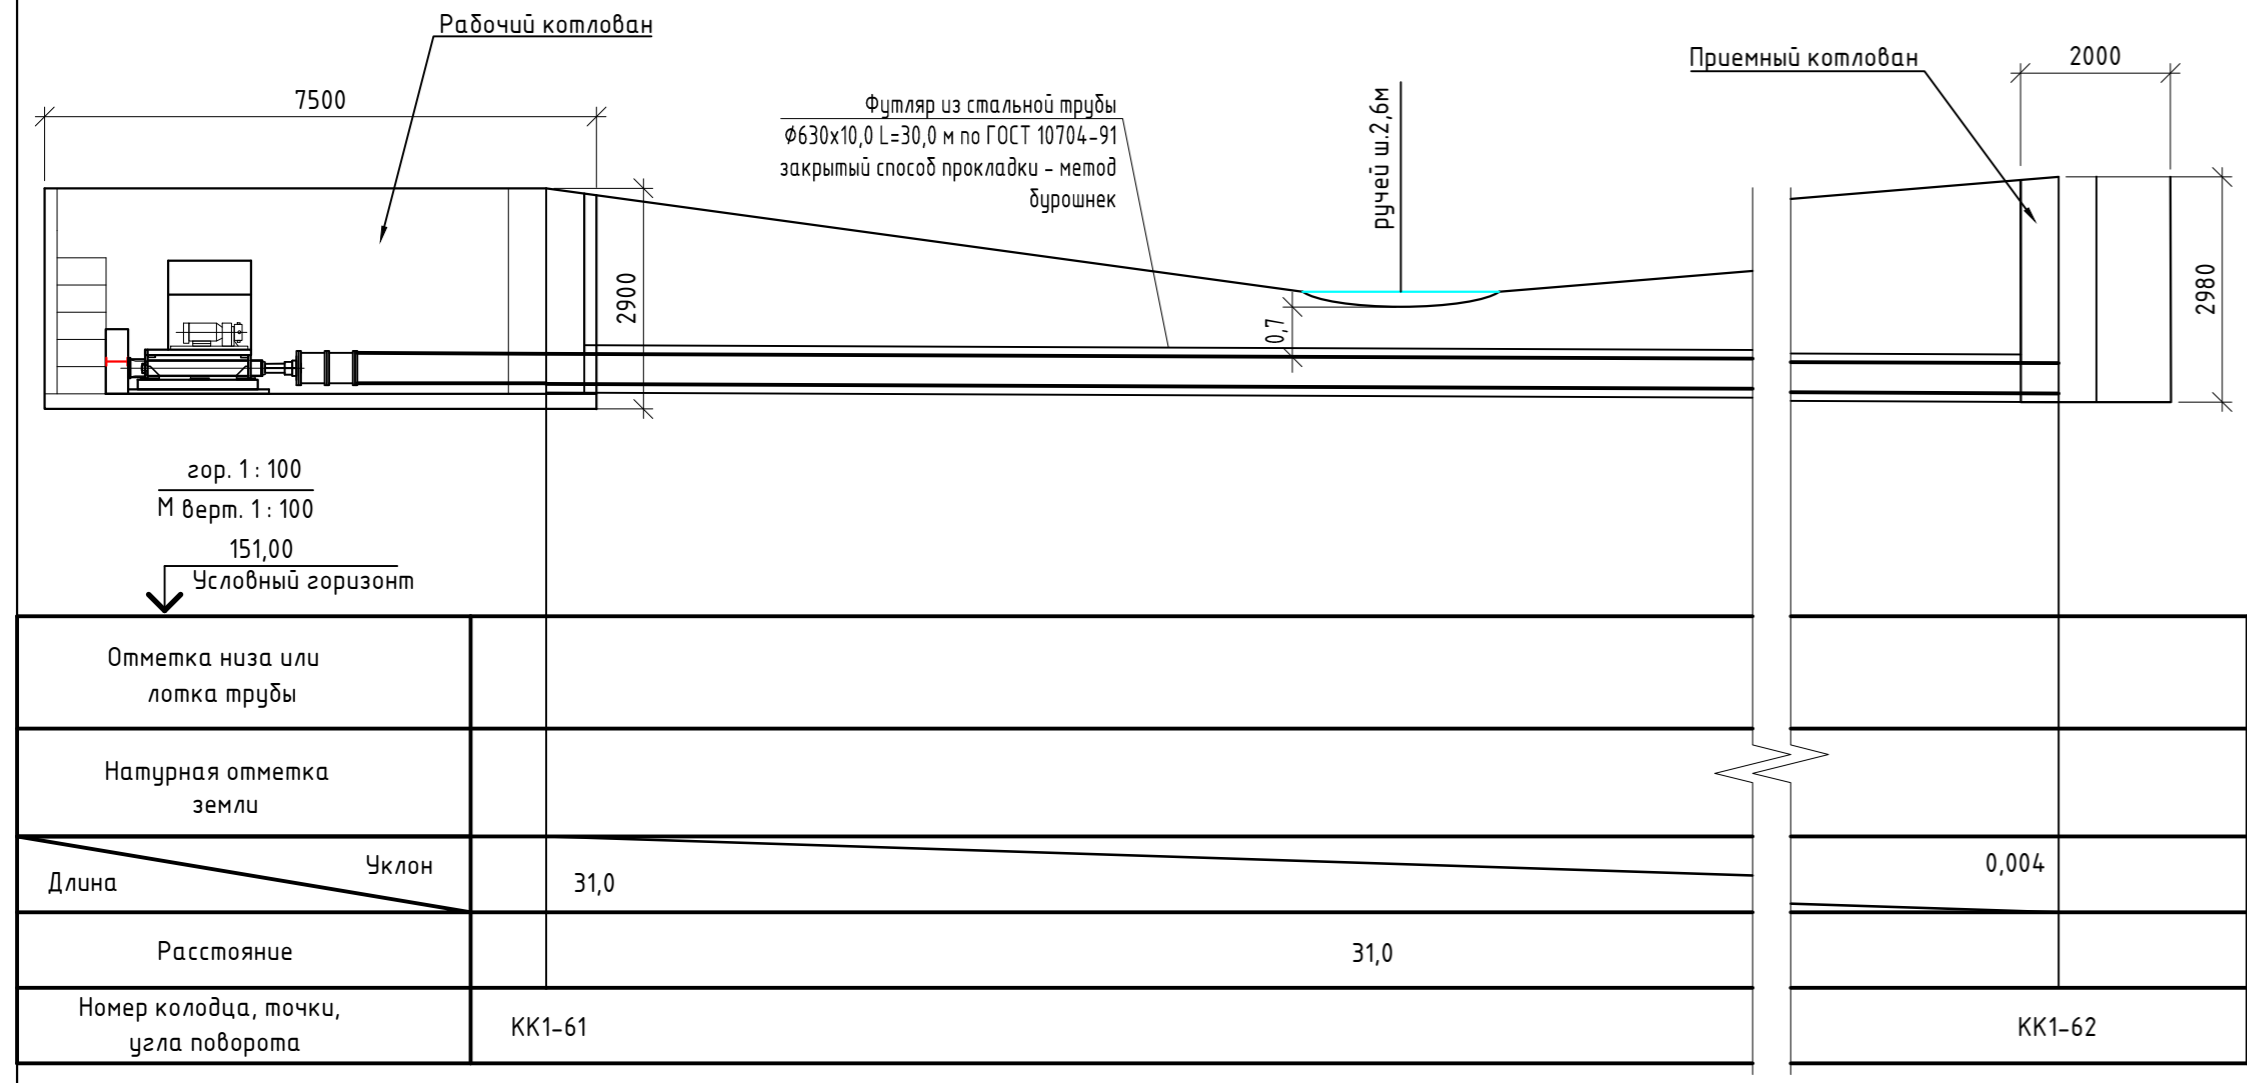 Рабочий котлован
7500
Футляр из стальной трубы
Ф630х10,0 L=30,0 м по ГОСТ 10704-91
закрытый способ прокладки - метод
бурошнек
2900
0,7
ручей ш.2,6м
Приемный котлован
2000
2980
гор. 1 : 100
М верт. 1 : 100
151,00
Условный горизонт
Отметка низа или
лотка трубы
Натурная отметка
земли
Уклон
Длина
31,0
0,004
Расстояние
31,0
Номер колодца, точки,
угла поворота
КК1-61
КК1-62